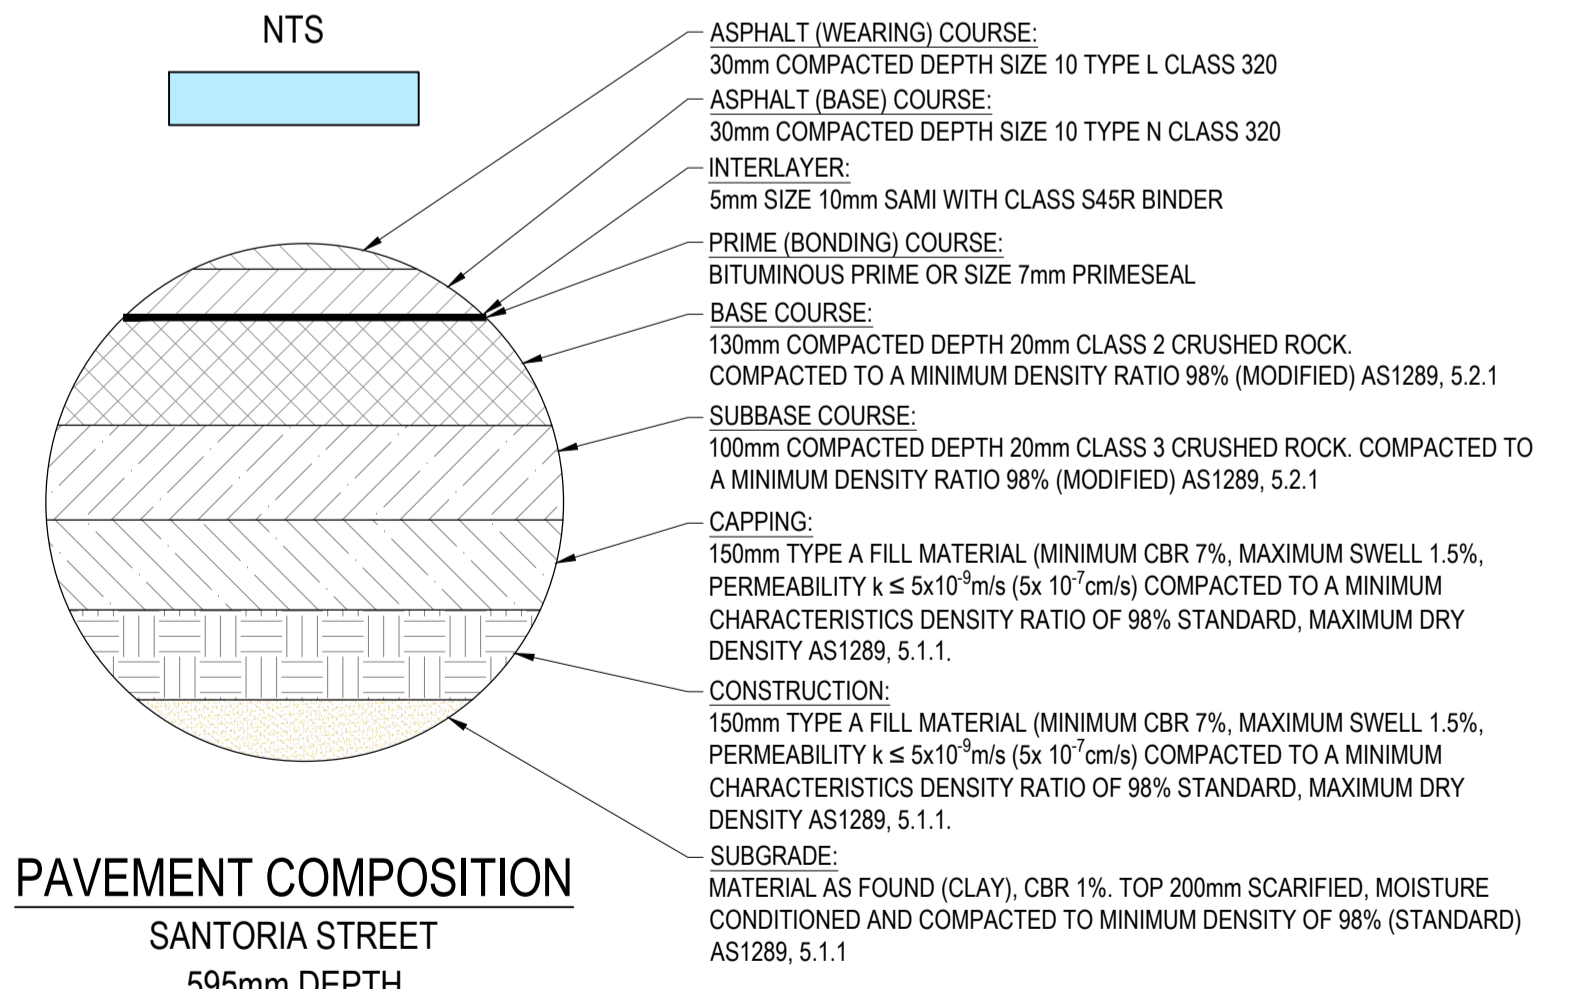 NTS
ASPHALT (WEARING) COURSE:
30mm COMPACTED DEPTH SIZE 10 TYPE L CLASS 320
ASPHALT (BASE) COURSE:
30mm COMPACTED DEPTH SIZE 10 TYPE N CLASS 320
INTERLAYER:
5mm SIZE 10mm SAMI WITH CLASS S45R BINDER
PRIME (BONDING) COURSE:
BITUMINOUS PRIME OR SIZE 7mm PRIMESEAL
BASE COURSE:
130mm COMPACTED DEPTH 20mm CLASS 2 CRUSHED ROCK.
COMPACTED TO A MINIMUM DENSITY RATIO 98% (MODIFIED) AS1289, 5.2.1
SUBBASE COURSE:
100mm COMPACTED DEPTH 20mm CLASS 3 CRUSHED ROCK. COMPACTED TO
A MINIMUM DENSITY RATIO 98% (MODIFIED) AS1289, 5.2.1
CAPPING:
150mm TYPE A FILL MATERIAL (MINIMUM CBR 7%, MAXIMUM SWELL 1.5%,
PERMEABILITY k ≤ 5x10⁻⁹m/s (5x 10⁻⁷cm/s) COMPACTED TO A MINIMUM
CHARACTERISTICS DENSITY RATIO OF 98% STANDARD, MAXIMUM DRY
DENSITY AS1289, 5.1.1.
CONSTRUCTION:
150mm TYPE A FILL MATERIAL (MINIMUM CBR 7%, MAXIMUM SWELL 1.5%,
PERMEABILITY k ≤ 5x10⁻⁹m/s (5x 10⁻⁷cm/s) COMPACTED TO A MINIMUM
CHARACTERISTICS DENSITY RATIO OF 98% STANDARD, MAXIMUM DRY
DENSITY AS1289, 5.1.1.
SUBGRADE:
MATERIAL AS FOUND (CLAY), CBR 1%. TOP 200mm SCARIFIED, MOISTURE
CONDITIONED AND COMPACTED TO MINIMUM DENSITY OF 98% (STANDARD)
AS1289, 5.1.1
PAVEMENT COMPOSITION
SANTORIA STREET
595mm DEPTH